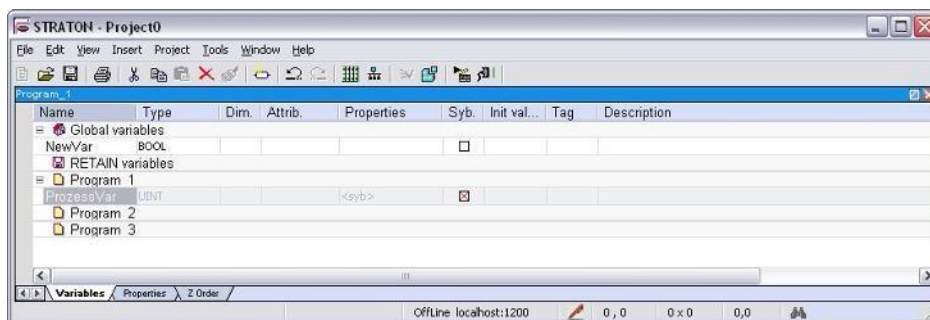 STRATON - Project0
File Edit View Insert Project Tools Window Help
Program_1
Name Type Dim. Attrib. Properties Syb. Init val... Tag Description
Global variables
NewVar BOOL
RETAIN variables
Program 1
ProzessVar UINT <syb>
Program 2
Program 3
Variables Properties Z Order
OffLine localhost:1200 0 , 0 0 x 0 0,0